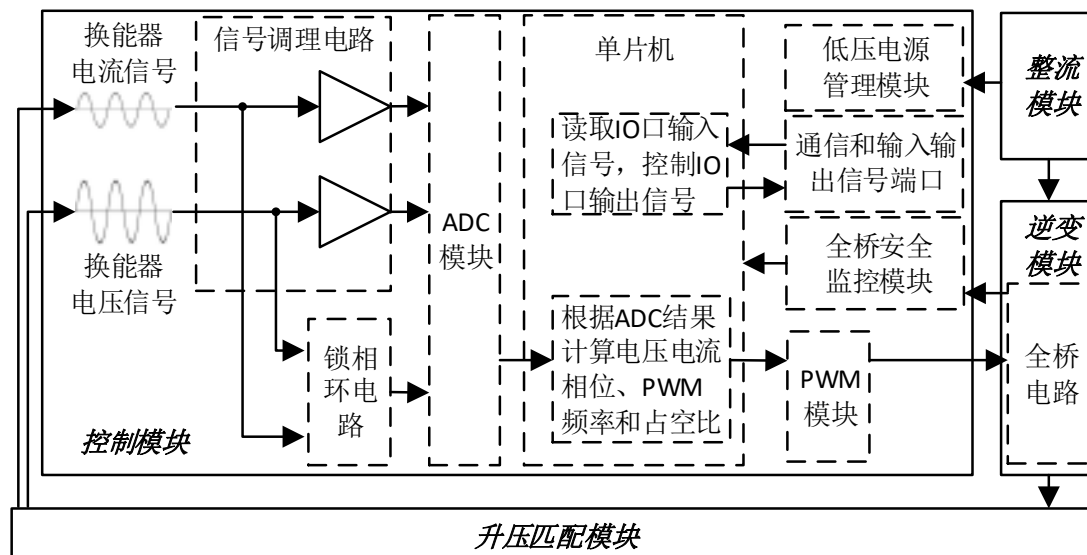 换能器
电流信号
信号调理电路
换能器
电压信号
锁相
环电
路
控制模块
ADC
模块
单片机
读取IO口输入
信号，控制IO
口输出信号
根据ADC结果
计算电压电流
相位、PWM
频率和占空比
低压电源
管理模块
通信和输入输
出信号端口
全桥安全
监控模块
PWM
模块
整流
模块
逆变
模块
全桥
电路
升压匹配模块